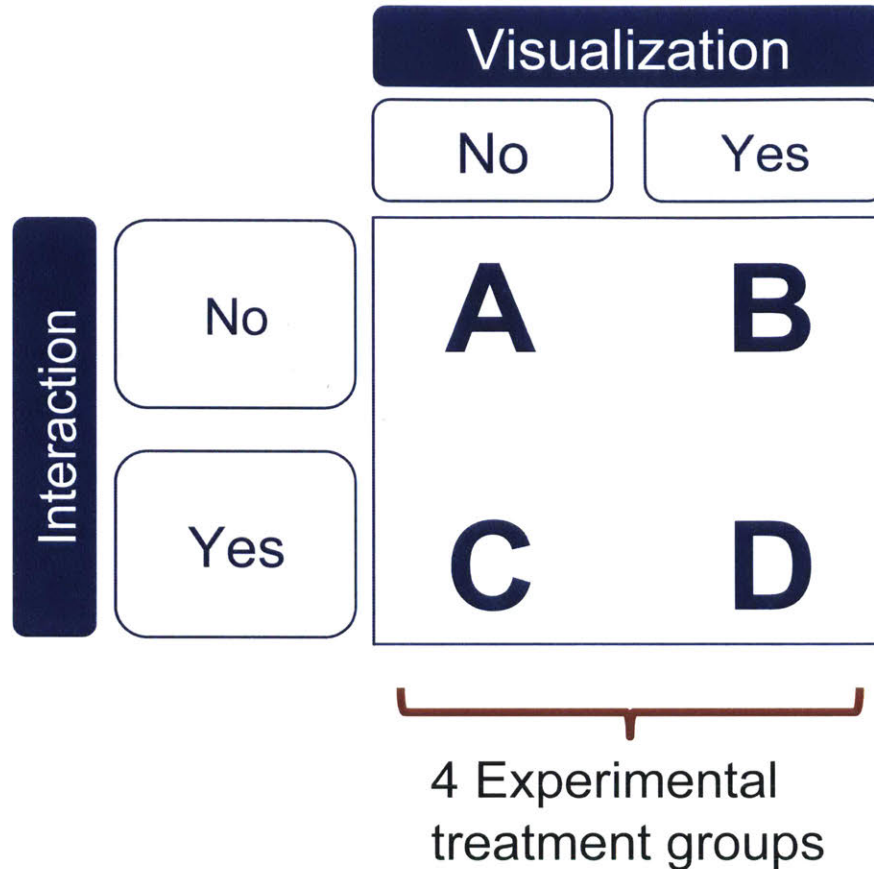 Visualization
No Yes
Interaction
No
A B
Yes
C D
4 Experimental
treatment groups